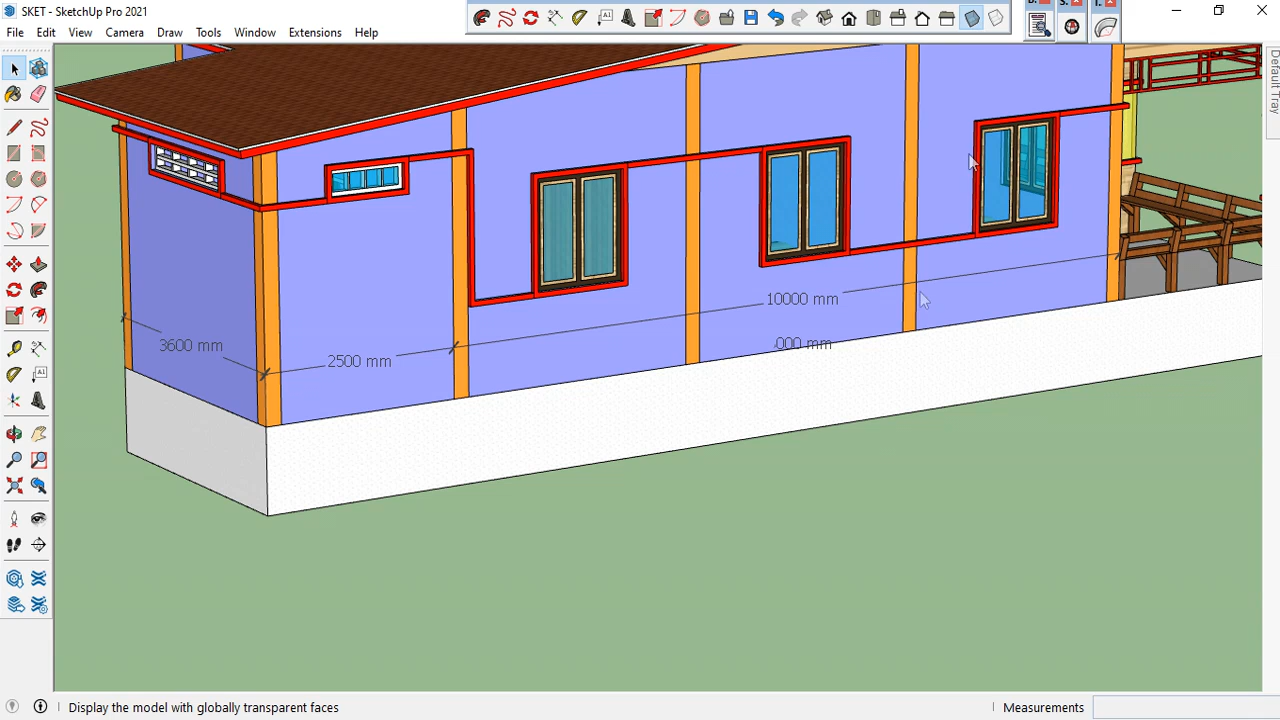 SKET - SketchUp Pro 2021
File Edit View Camera Draw Tools Window Extensions Help
Default Tray
10000 mm
000 mm
3600 mm
2500 mm
Display the model with globally transparent faces
Measurements